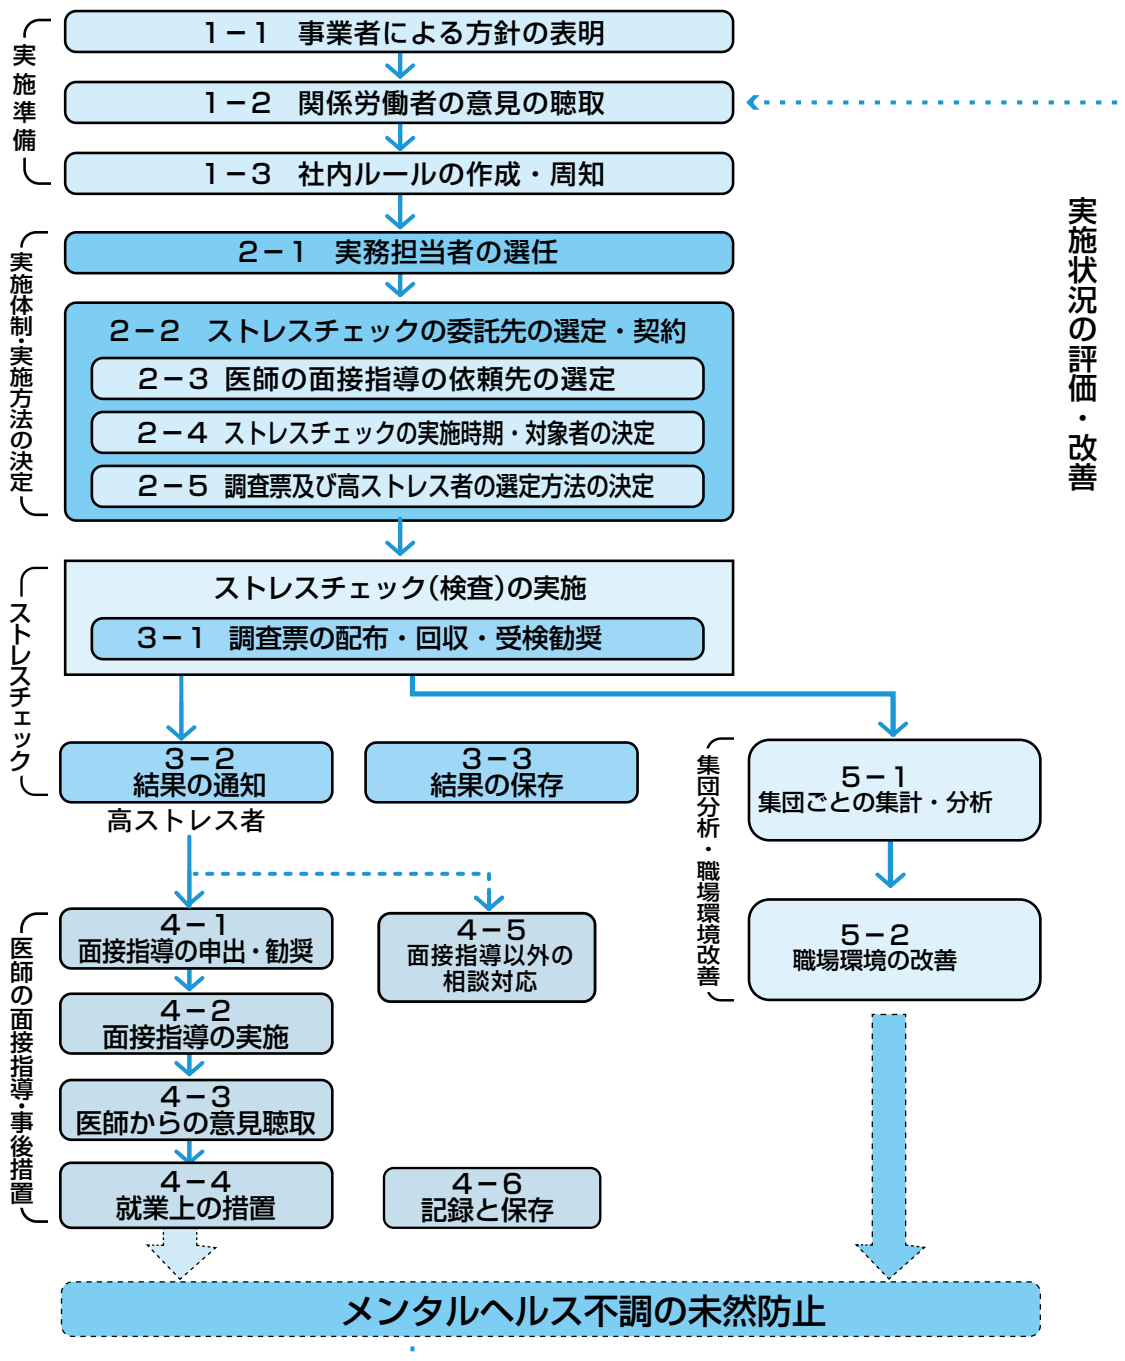 実施準備
1－1　事業者による方針の表明
1－2　関係労働者の意見の聴取
1－3　社内ルールの作成・周知
実施状況の評価・改善
実施体制・実施方法の決定
2－1　実務担当者の選任
2－2　ストレスチェックの委託先の選定・契約
2－3 医師の面接指導の依頼先の選定
2－4 ストレスチェックの実施時期・対象者の決定
2－5 調査票及び高ストレス者の選定方法の決定
ストレスチェック
ストレスチェック(検査)の実施
3－1 調査票の配布・回収・受検勧奨
3－2
結果の通知
3－3
結果の保存
高ストレス者
集団分析・職場環境改善
5－1
集団ごとの集計・分析
5－2
職場環境の改善
医師の面接指導・事後措置
4－1
面接指導の申出・勧奨
4－5
面接指導以外の
相談対応
4－2
面接指導の実施
4－3
医師からの意見聴取
4－4
就業上の措置
4－6
記録と保存
メンタルヘルス不調の未然防止